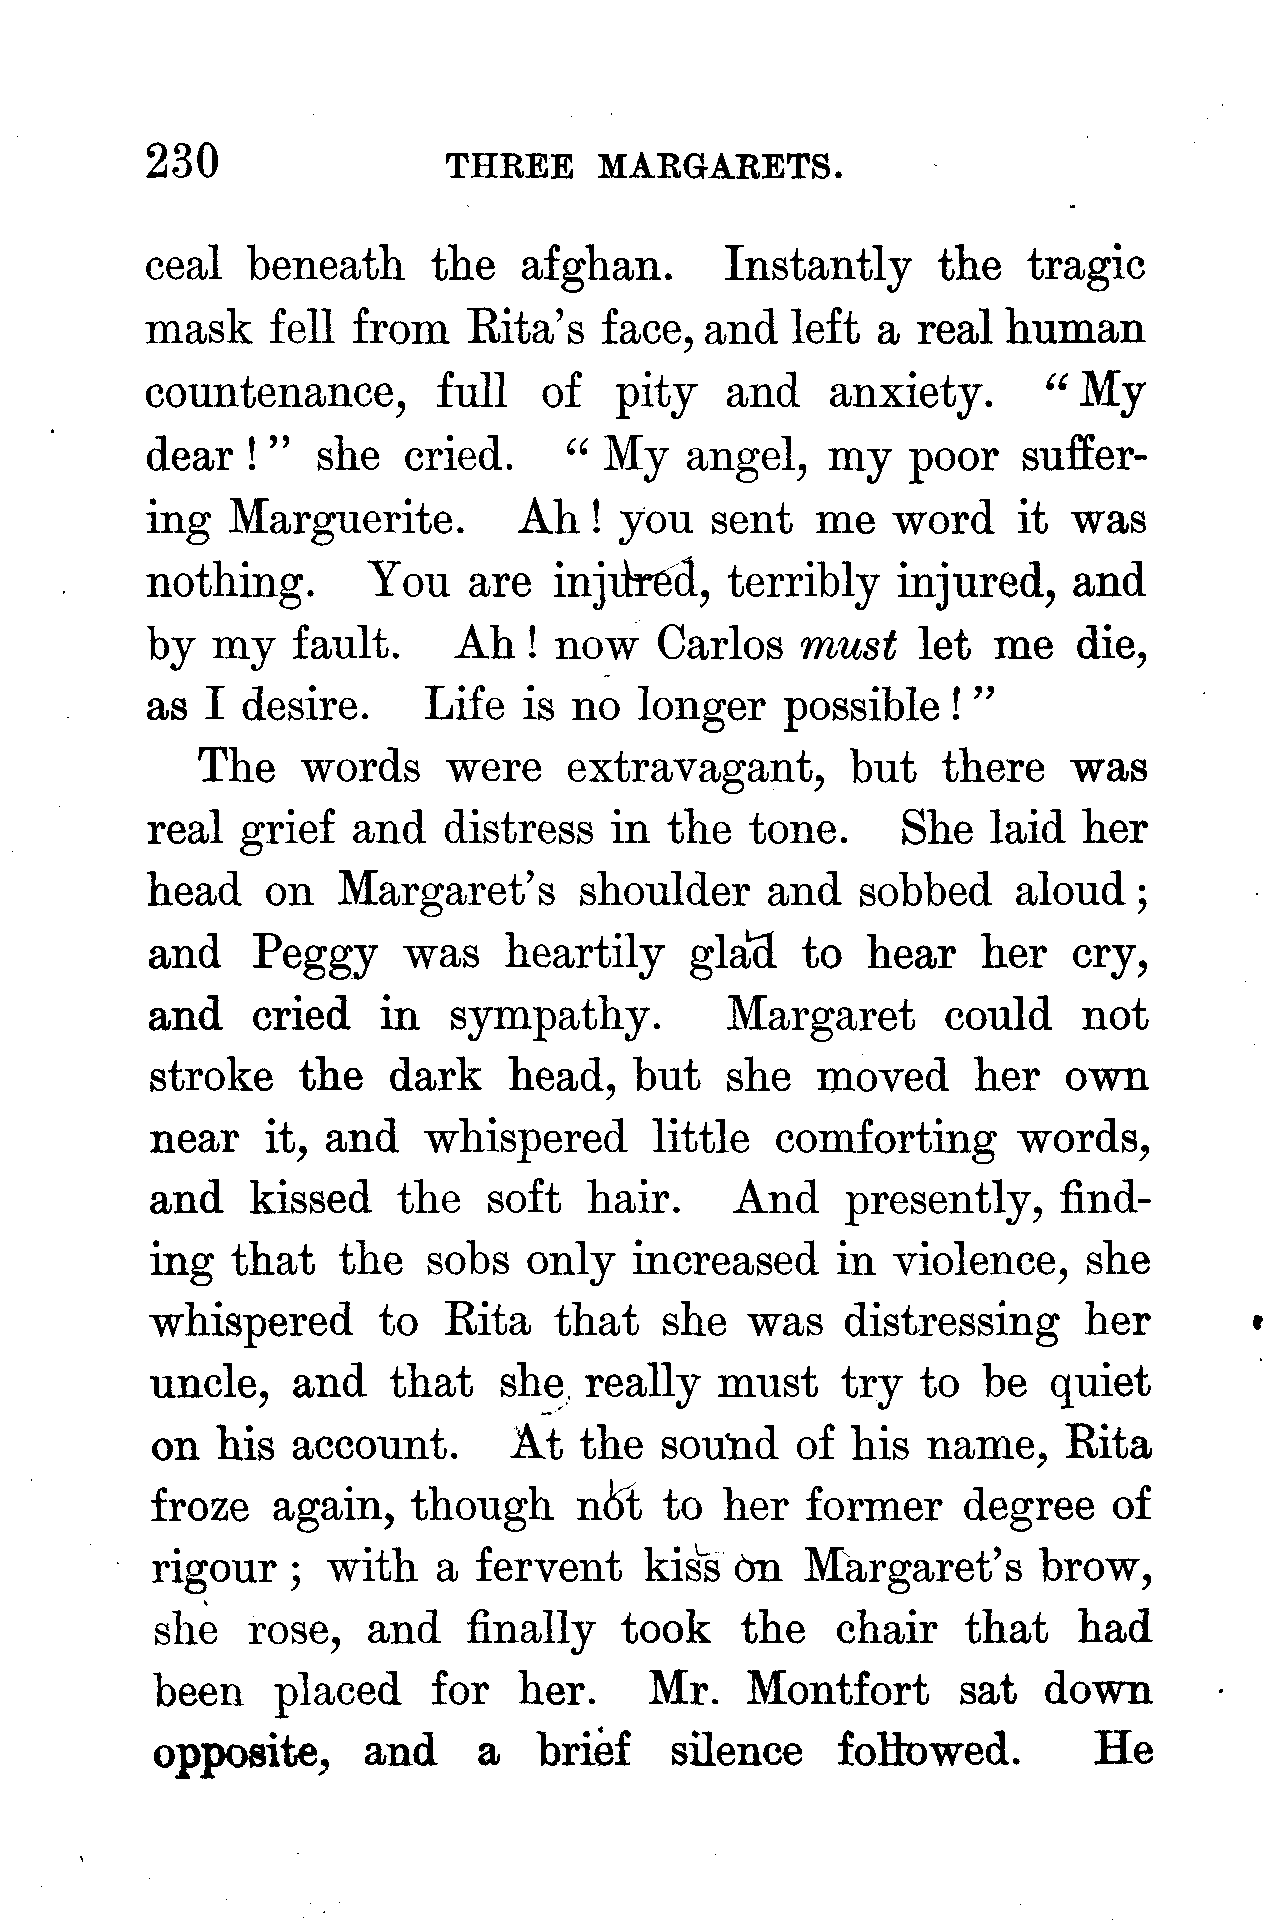 230 THREE MARGARETS.
ceal beneath the afghan. Instantly the tragic
mask fell from Rita's face, and left a real human
countenance, full of pity and anxiety. "My
dear!" she cried. "My angel, my poor suffer-
ing Marguerite. Ah! you sent me word it was
nothing. You are injured, terribly injured, and
by my fault. Ah! now Carlos must let me die,
as I desire. Life is no longer possible!"
The words were extravagant, but there was
real grief and distress in the tone. She laid her
head on Margaret's shoulder and sobbed aloud;
and Peggy was heartily glad to hear her cry,
and cried in sympathy. Margaret could not
stroke the dark head, but she moved her own
near it, and whispered little comforting words,
and kissed the soft hair. And presently, find-
ing that the sobs only increased in violence, she
whispered to Rita that she was distressing her
uncle, and that she really must try to be quiet
on his account. At the sound of his name, Rita
froze again, though not to her former degree of
rigour; with a fervent kiss on Margaret's brow,
she rose, and finally took the chair that had
been placed for her. Mr. Montfort sat down
opposite, and a brief silence followed. He